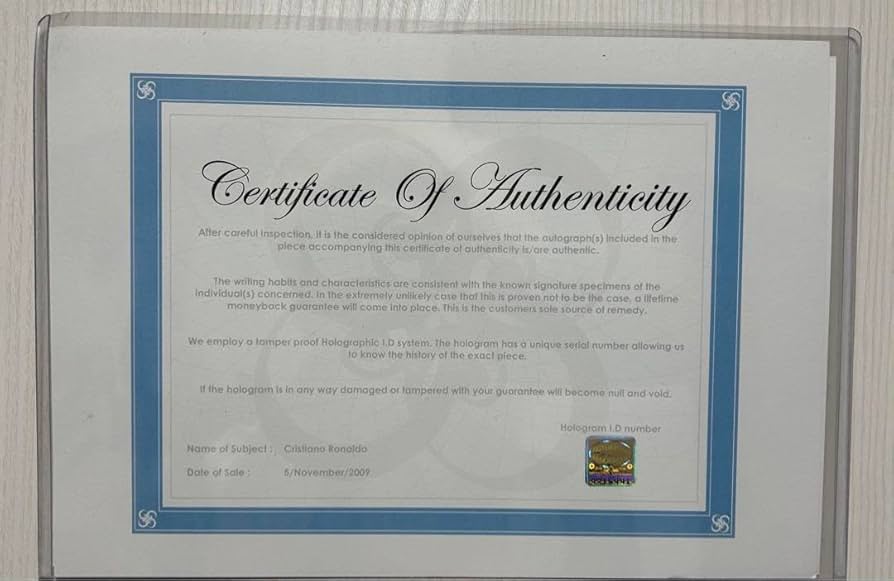 Certificate Of Authenticity
After careful inspection, it is the considered opinion of ourselves that the autograph(s) included in the
piece accompanying this certificate of authenticity is/are authentic.
The writing habits and characteristics are consistent with the known signature specimens of the
individual(s) concerned. In the extremely unlikely case that this is proven not to be the case, a lifetime
moneyback guarantee will come into place. This is the customers sole source of remedy.
We employ a tamper proof Holographic I.D system. The hologram has a unique serial number allowing us
to know the history of the exact piece.
If the hologram is in any way damaged or tampered with your guarantee will become null and void.
Hologram I.D number
Name of Subject : Cristiano Ronaldo
Date of Sale : 5/November/2009